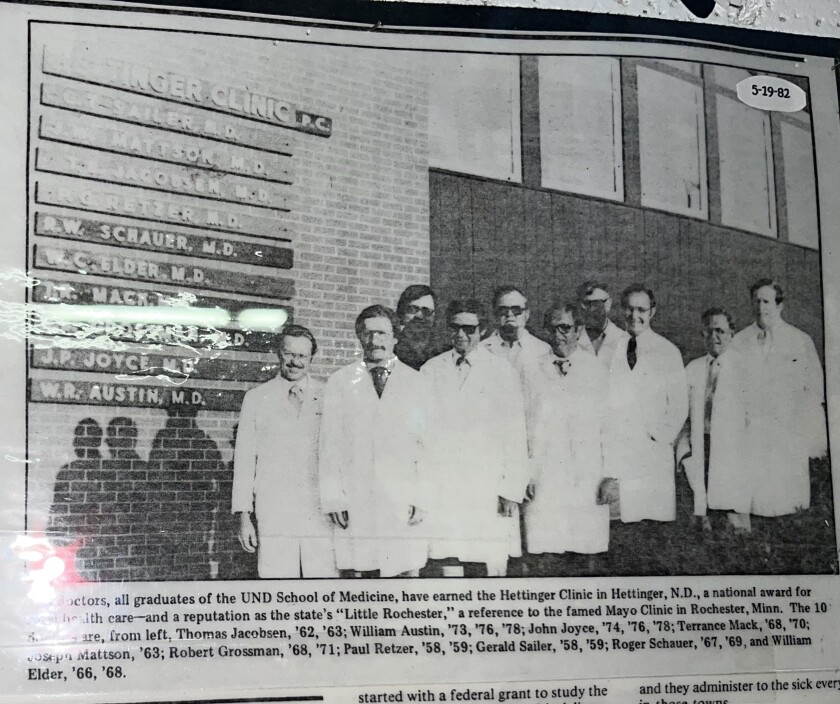 5-19-82
HETTINGER CLINIC P.C.
G.T. SAILER, M.D.
J.W. MATTSON, M.D.
T.L. JACOBSEN, M.D.
RETZER M.D.
R.W. SCHAUER, M.D.
W.C. ELDER, M.D.
MACK
M.D.
J.P. JOYCE, M.D.
W.R. AUSTIN, M.D.
doctors, all graduates of the UND School of Medicine, have earned the Hettinger Clinic in Hettinger, N.D., a national award for
health care—and a reputation as the state's "Little Rochester," a reference to the famed Mayo Clinic in Rochester, Minn. The 10
are, from left, Thomas Jacobsen, '62, '63; William Austin, '73, '76, '78; John Joyce, '74, '76, '78; Terrance Mack, '68, '70;
Joseph Mattson, '63; Robert Grossman, '68, '71; Paul Retzer, '58, '59; Gerald Sailer, '58, '59; Roger Schauer, '67, '69, and William
Elder, '66, '68.
started with a federal grant to study the
and they administer to the sick every
in those towns